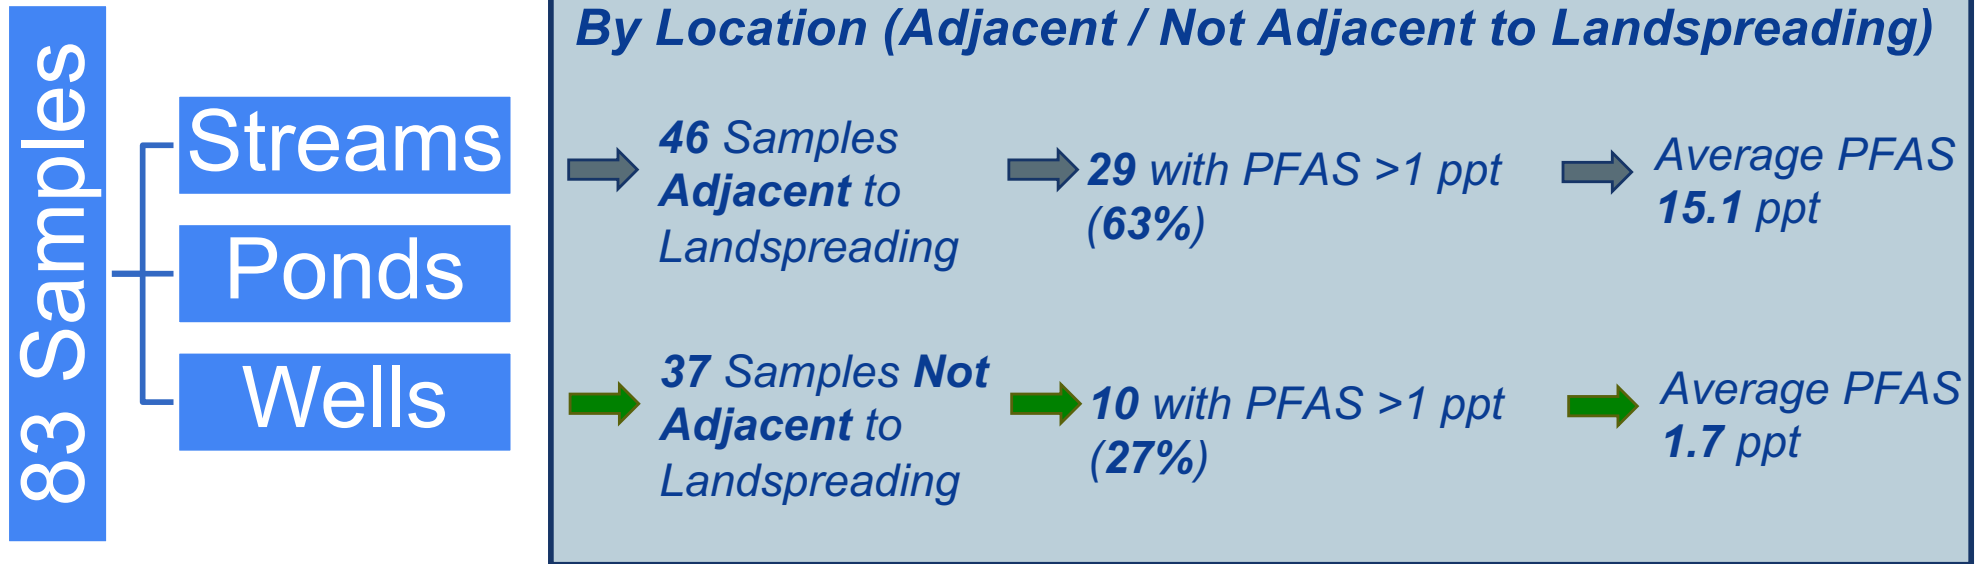 83 Samples
Streams
Ponds
Wells
By Location (Adjacent / Not Adjacent to Landspreading)
46 Samples
Adjacent to
Landspreading
29 with PFAS >1 ppt
(63%)
Average PFAS
15.1 ppt
37 Samples Not
Adjacent to
Landspreading
10 with PFAS >1 ppt
(27%)
Average PFAS
1.7 ppt